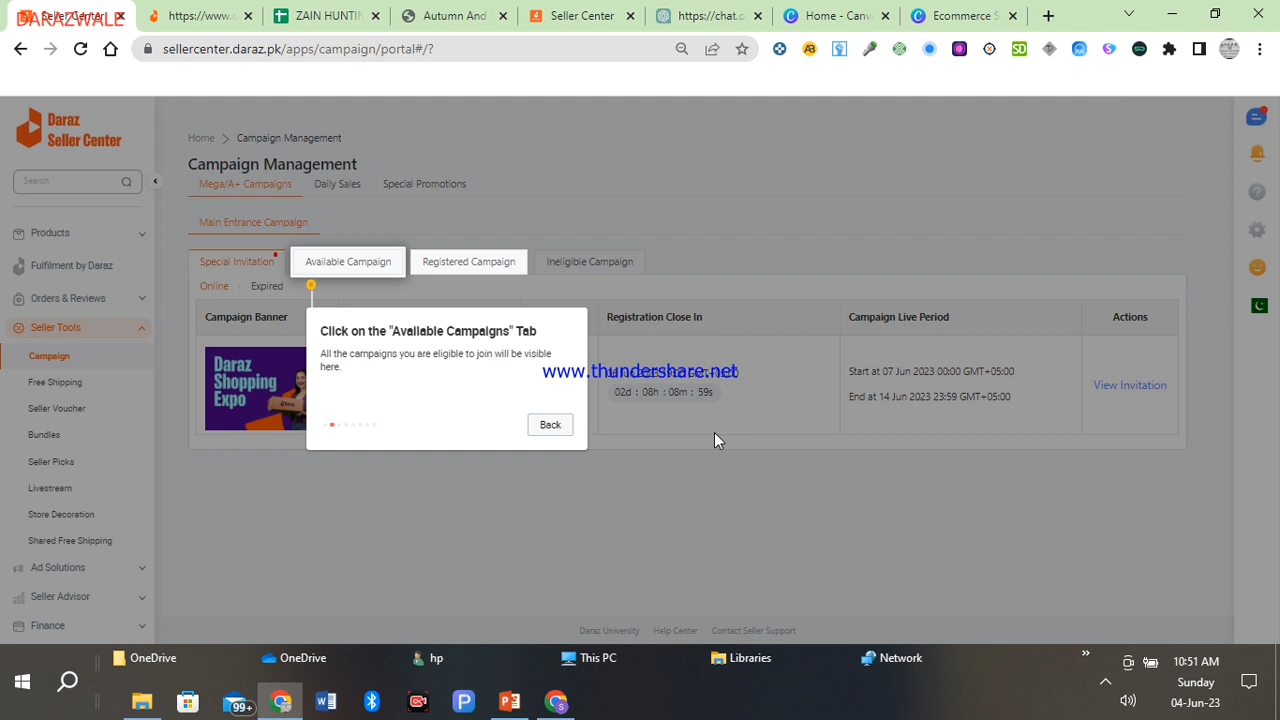 DARAZWALE
https://www.c
ZAIN HUNTIN
Autumn And
Seller Center
https://chat.o
Home - Canv
Ecommerce S
sellercenter.daraz.pk/apps/campaign/portal#/?
Daraz
Seller Center
Search
Products
Fulfilment by Daraz
Orders & Reviews
Seller Tools
Campaign
Free Shipping
Seller Voucher
Bundles
Seller Picks
Livestream
Store Decoration
Shared Free Shipping
Ad Solutions
Seller Advisor
Finance
Home > Campaign Management
Campaign Management
Mega/A+ Campaigns
Daily Sales
Special Promotions
Main Entrance Campaign
Special Invitation
Available Campaign
Registered Campaign
Ineligible Campaign
Online
Expired
Campaign Banner
Registration Close In
Campaign Live Period
Actions
Daraz
Shopping
Expo
Click on the "Available Campaigns" Tab
All the campaigns you are eligible to join will be visible
here.
Back
www.thundershare.net
02d : 08h : 08m : 59s
Start at 07 Jun 2023 00:00 GMT+05:00
End at 14 Jun 2023 23:59 GMT+05:00
View Invitation
Daraz University
Help Center
Contact Seller Support
OneDrive
OneDrive
hp
This PC
Libraries
Network
99+
10:51 AM
Sunday
04-Jun-23